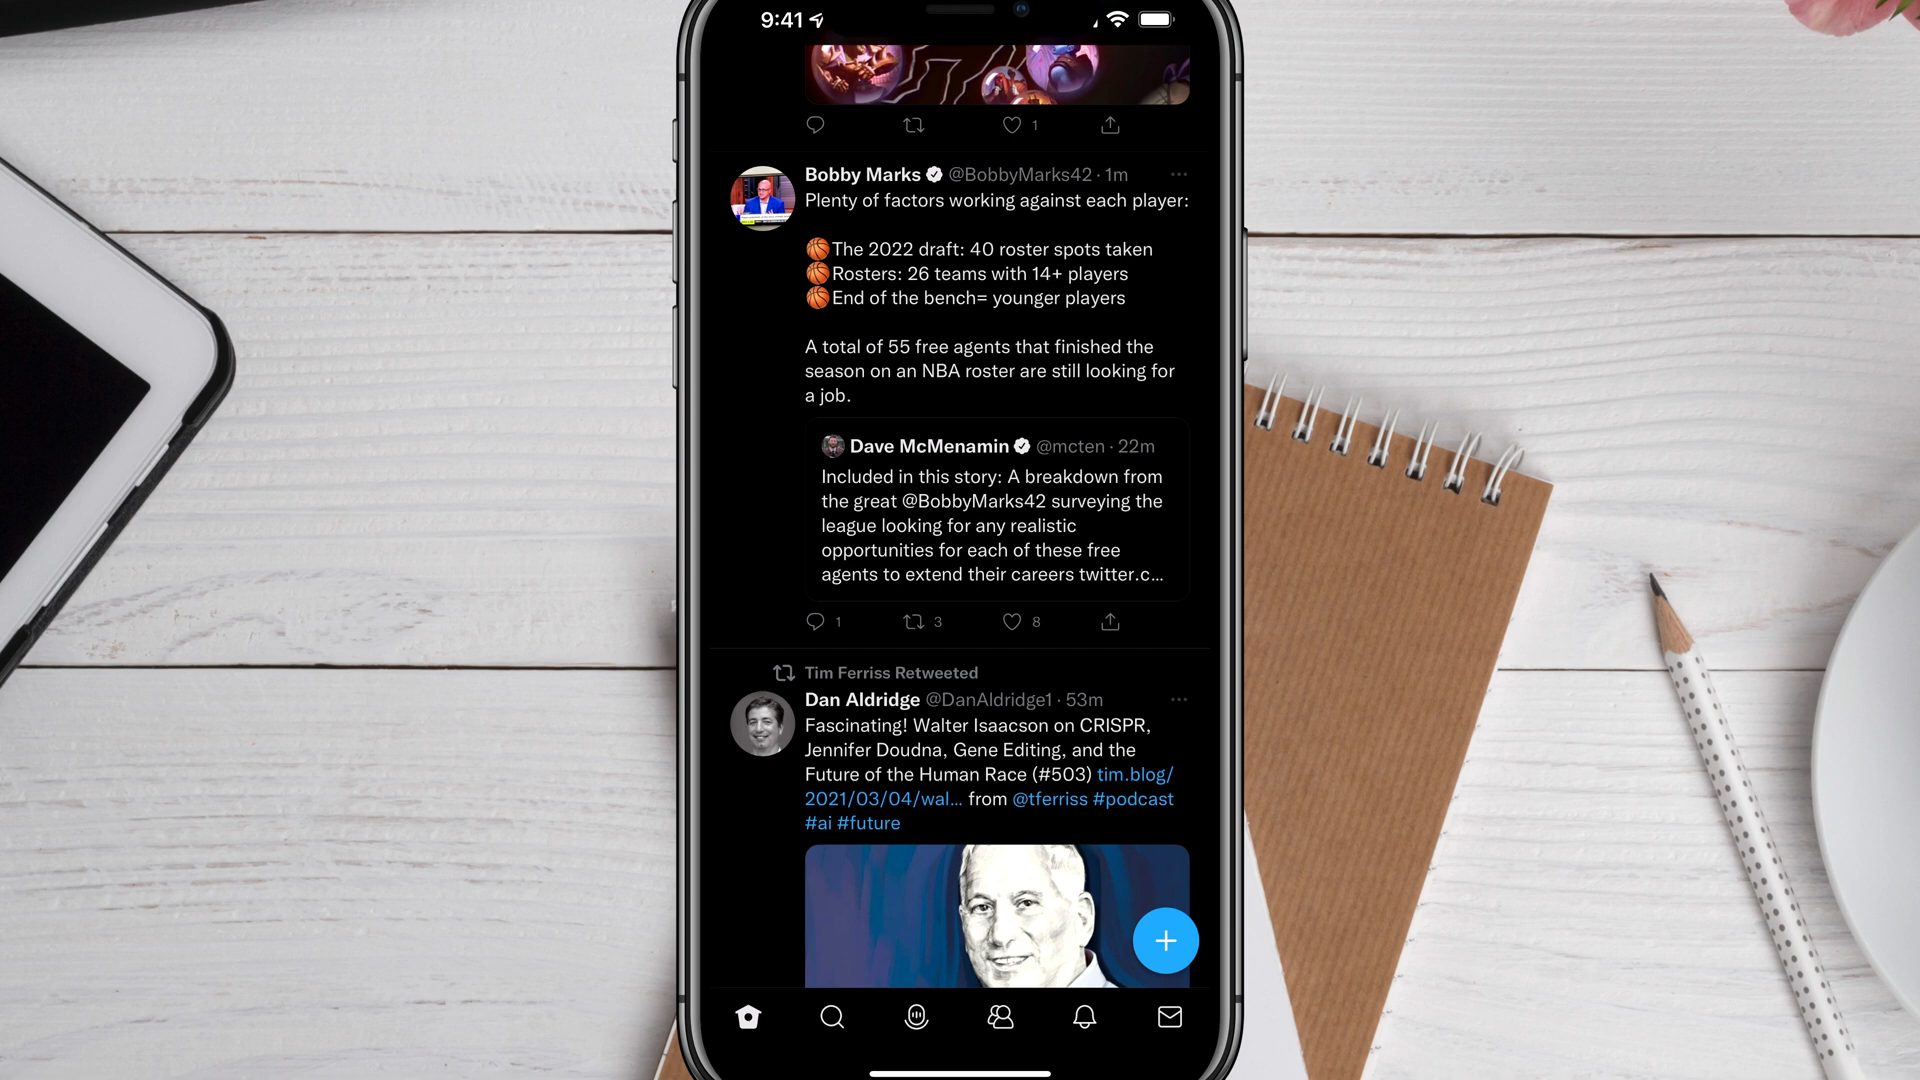 9:41
1
Bobby Marks @BobbyMarks42 · 1m
Plenty of factors working against each player:
🏀The 2022 draft: 40 roster spots taken
🏀Rosters: 26 teams with 14+ players
🏀End of the bench= younger players
A total of 55 free agents that finished the
season on an NBA roster are still looking for
a job.
Dave McMenamin @mcten · 22m
Included in this story: A breakdown from
the great @BobbyMarks42 surveying the
league looking for any realistic
opportunities for each of these free
agents to extend their careers twitter.c...
1 3 8
Tim Ferriss Retweeted
Dan Aldridge @DanAldridge1 · 53m
Fascinating! Walter Isaacson on CRISPR,
Jennifer Doudna, Gene Editing, and the
Future of the Human Race (#503) tim.blog/
2021/03/04/wal... from @tferriss #podcast
#ai #future